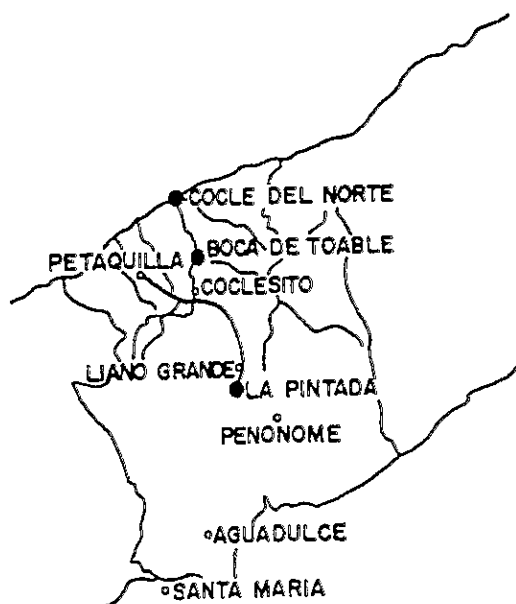 COCLE DEL NORTE
BOCA DE TOABLE
PETAQUILLA
COCLESITO
LIANO GRANDE
LA PINTADA
PENONOME
AGUADULCE
SANTA MARIA